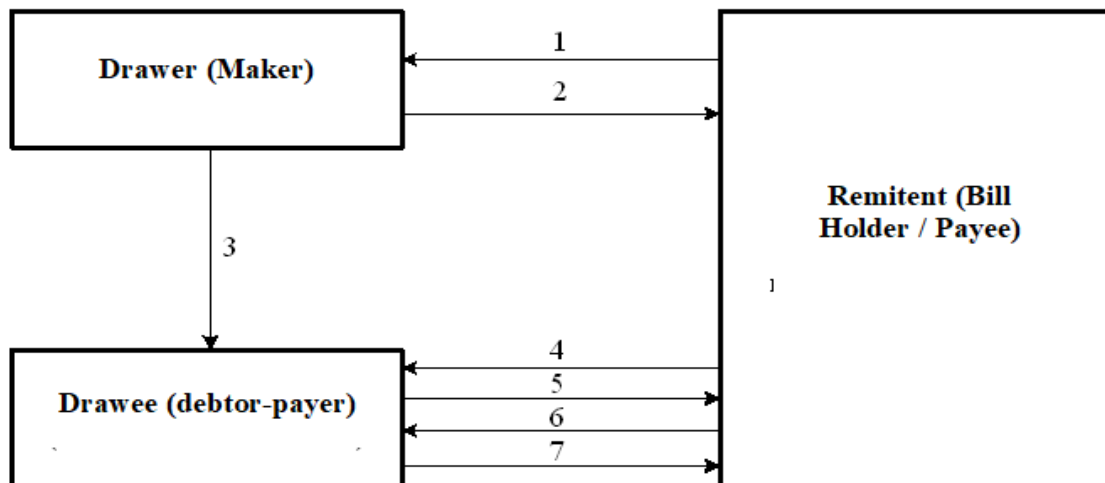 Drawer (Maker)
1
2
Remitent (Bill
Holder / Payee)
3
4
5
6
7
Drawee (debtor-payer)